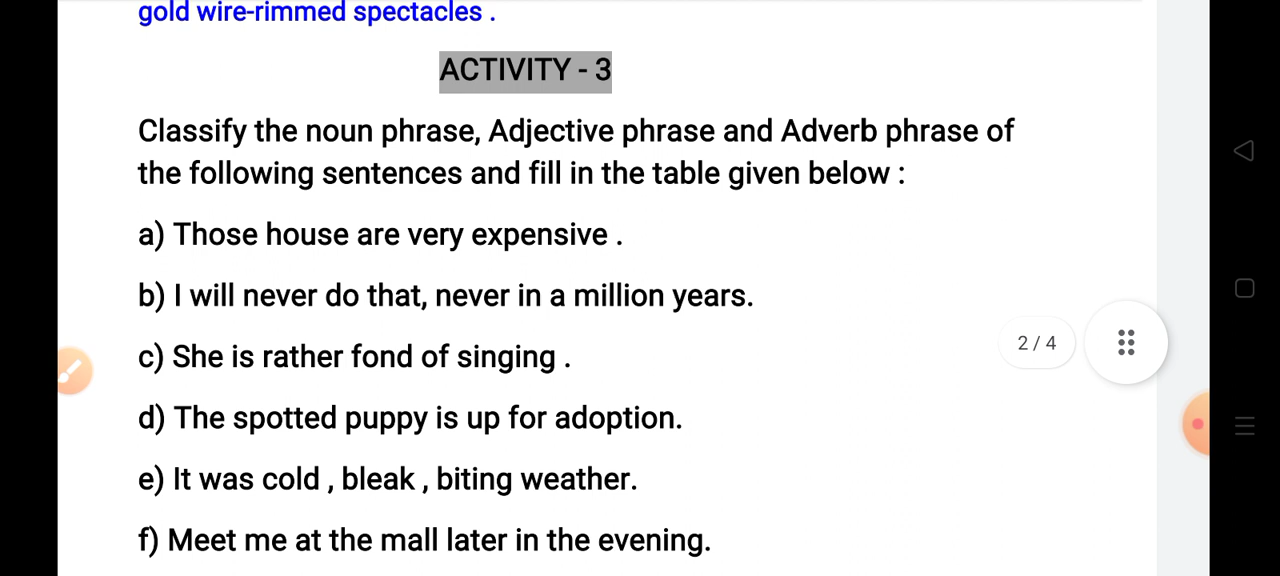 gold wire-rimmed spectacles .
ACTIVITY - 3
Classify the noun phrase, Adjective phrase and Adverb phrase of
the following sentences and fill in the table given below :
a) Those house are very expensive .
b) I will never do that, never in a million years.
c) She is rather fond of singing .
2 / 4
d) The spotted puppy is up for adoption.
e) It was cold , bleak , biting weather.
f) Meet me at the mall later in the evening.